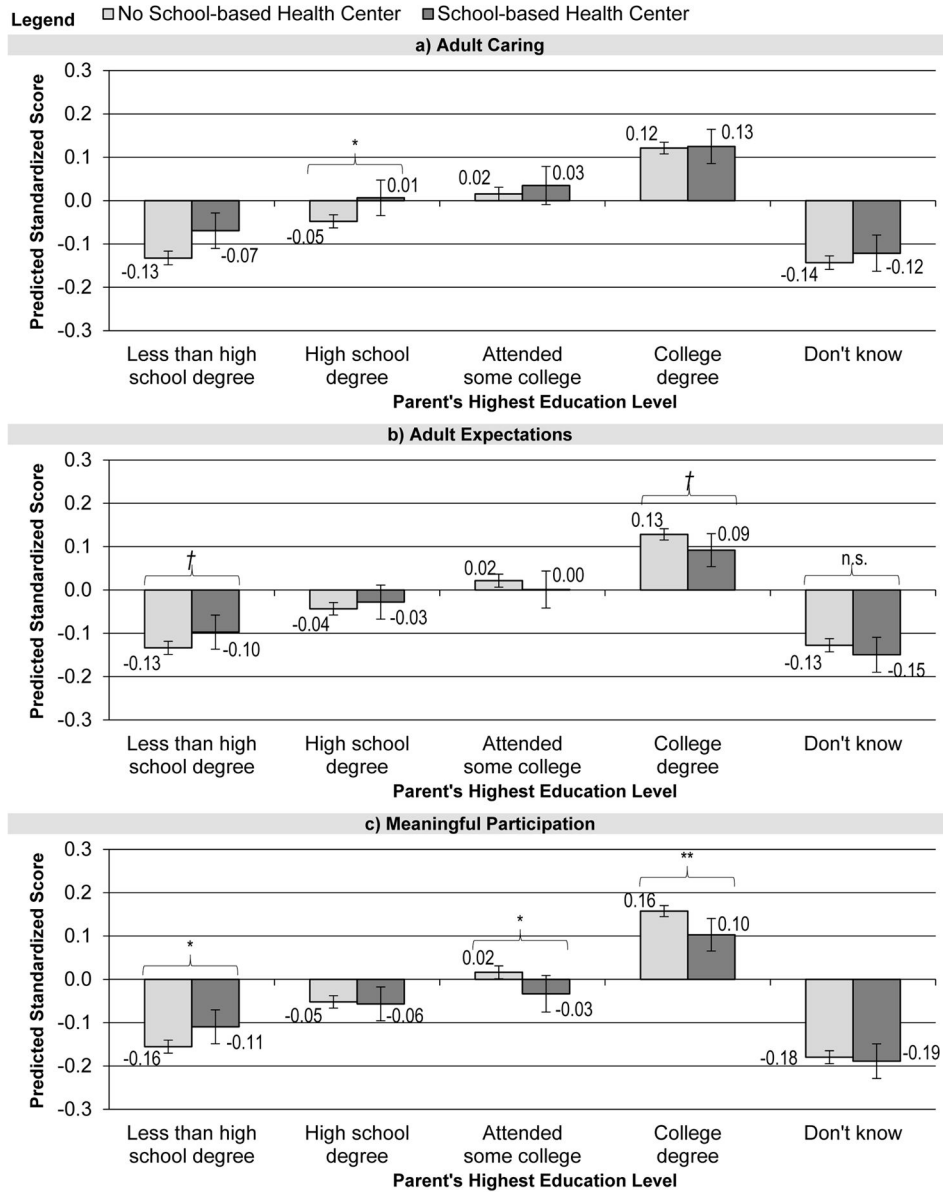 Legend No School-based Health Center School-based Health Center
a) Adult Caring
Predicted Standardized Score
0.3
0.2
0.1
0.0
-0.1
-0.2
-0.3
*
-0.13 -0.07 -0.05 0.01 0.02 0.03 0.12 0.13 -0.14 -0.12
Less than high High school Attended College Don't know
school degree degree some college degree
Parent's Highest Education Level
b) Adult Expectations
Predicted Standardized Score
0.3
0.2
0.1
0.0
-0.1
-0.2
-0.3
† † n.s.
-0.13 -0.10 -0.04 -0.03 0.02 0.00 0.13 0.09 -0.13 -0.15
Less than high High school Attended College Don't know
school degree degree some college degree
Parent's Highest Education Level
c) Meaningful Participation
Predicted Standardized Score
0.3
0.2
0.1
0.0
-0.1
-0.2
-0.3
* * **
-0.16 -0.11 -0.05 -0.06 0.02 -0.03 0.16 0.10 -0.18 -0.19
Less than high High school Attended College Don't know
school degree degree some college degree
Parent's Highest Education Level